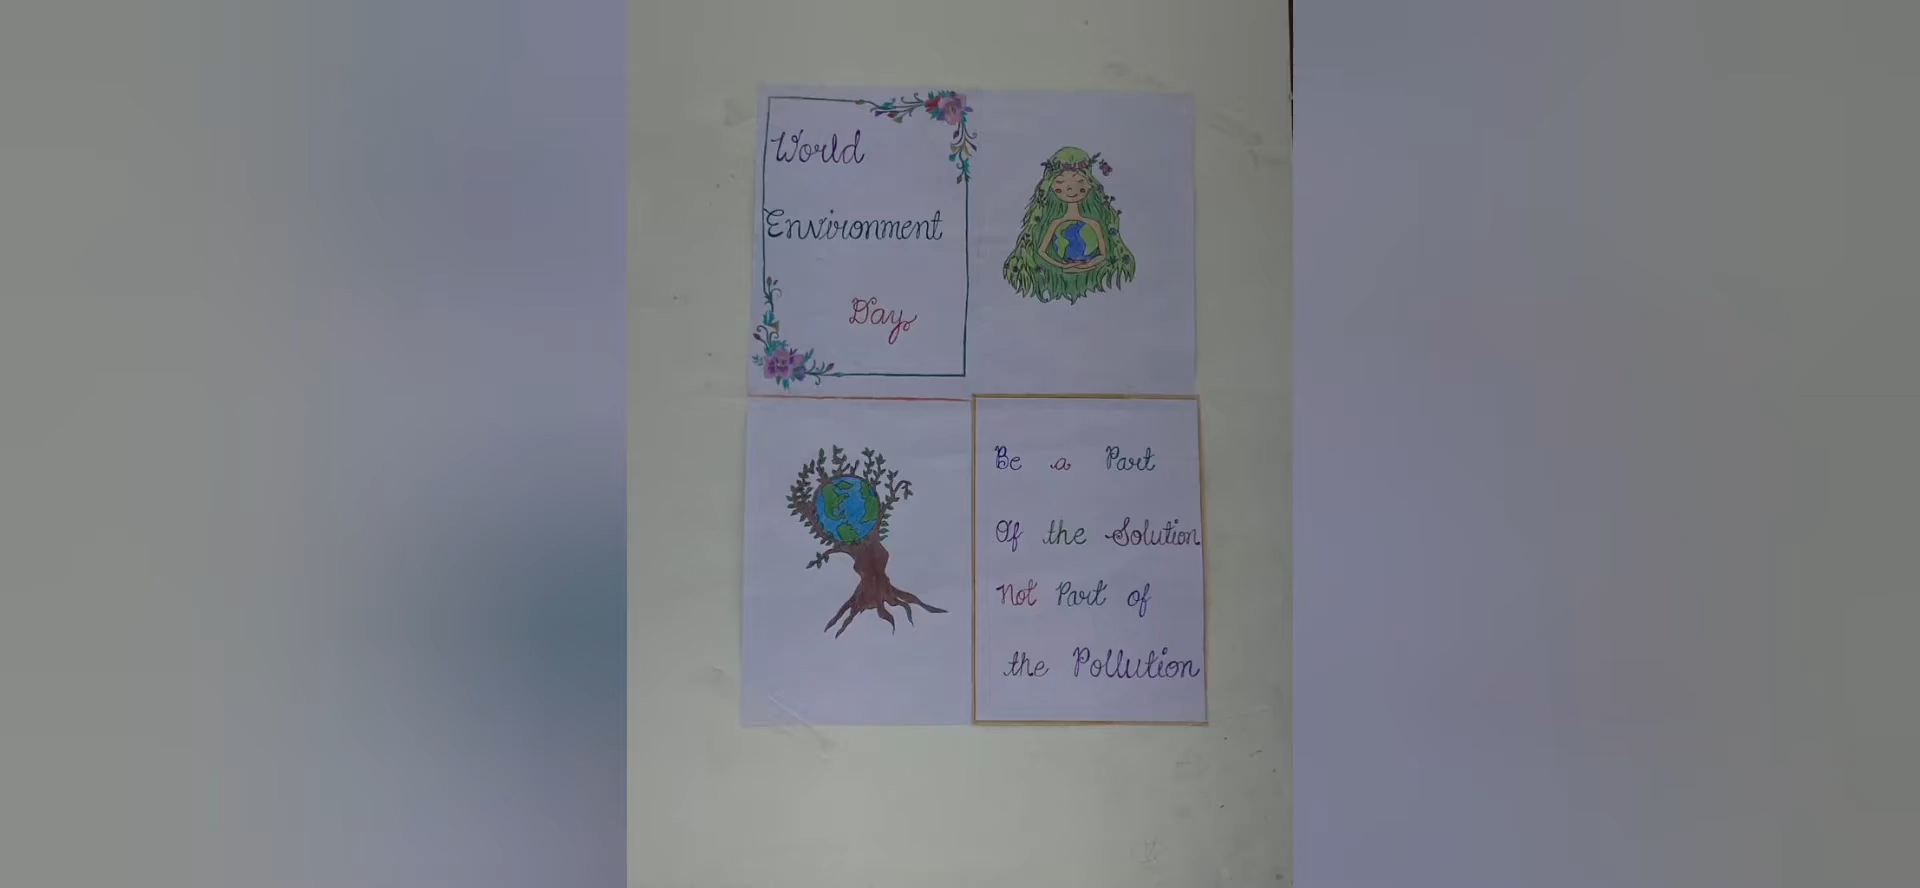 World
Environment
Day
Be a Part
Of the Solution
Not Part of
the Pollution